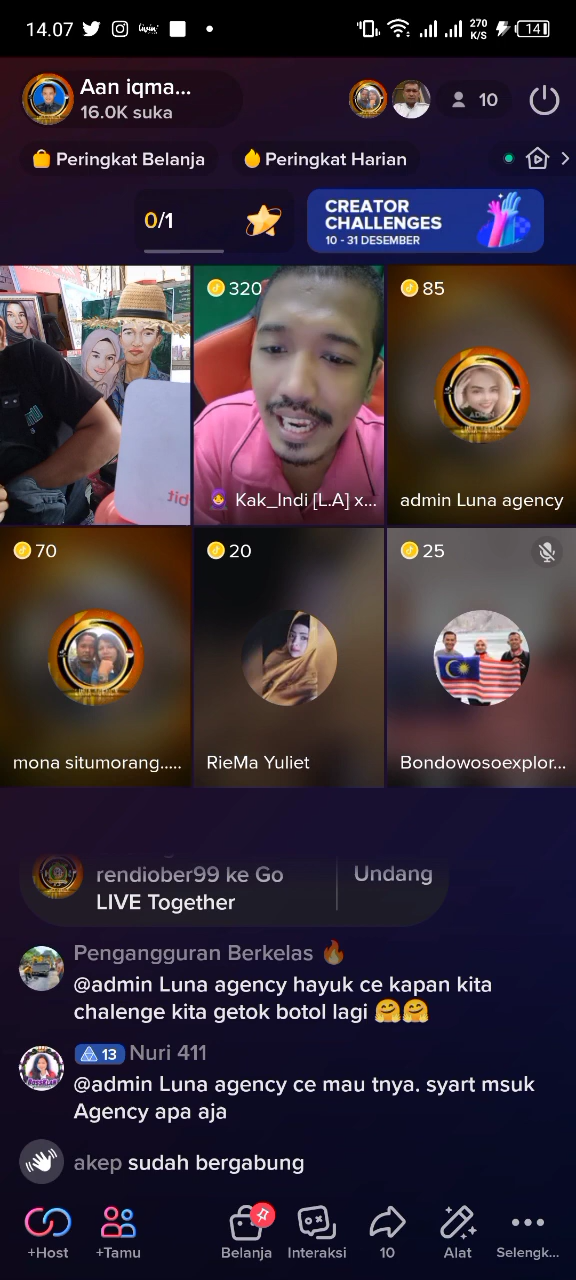 14.07
270
K/S
14
Aan iqma...
16.0K suka
10
Peringkat Belanja
Peringkat Harian
0/1
CREATOR
CHALLENGES
10 - 31 DESEMBER
320
85
Kak_Indi [L.A] x...
admin Luna agency
70
20
25
mona situmorang.....
RieMa Yuliet
Bondowosoexplor...
rendiober99 ke Go
LIVE Together
Undang
Pengangguran Berkelas 🔥
@admin Luna agency hayuk ce kapan kita
chalenge kita getok botol lagi 🤗🤗
13 Nuri 411
@admin Luna agency ce mau tnya. syart msuk
Agency apa aja
akep sudah bergabung
+Host
+Tamu
Belanja
Interaksi
10
Alat
Selengk...